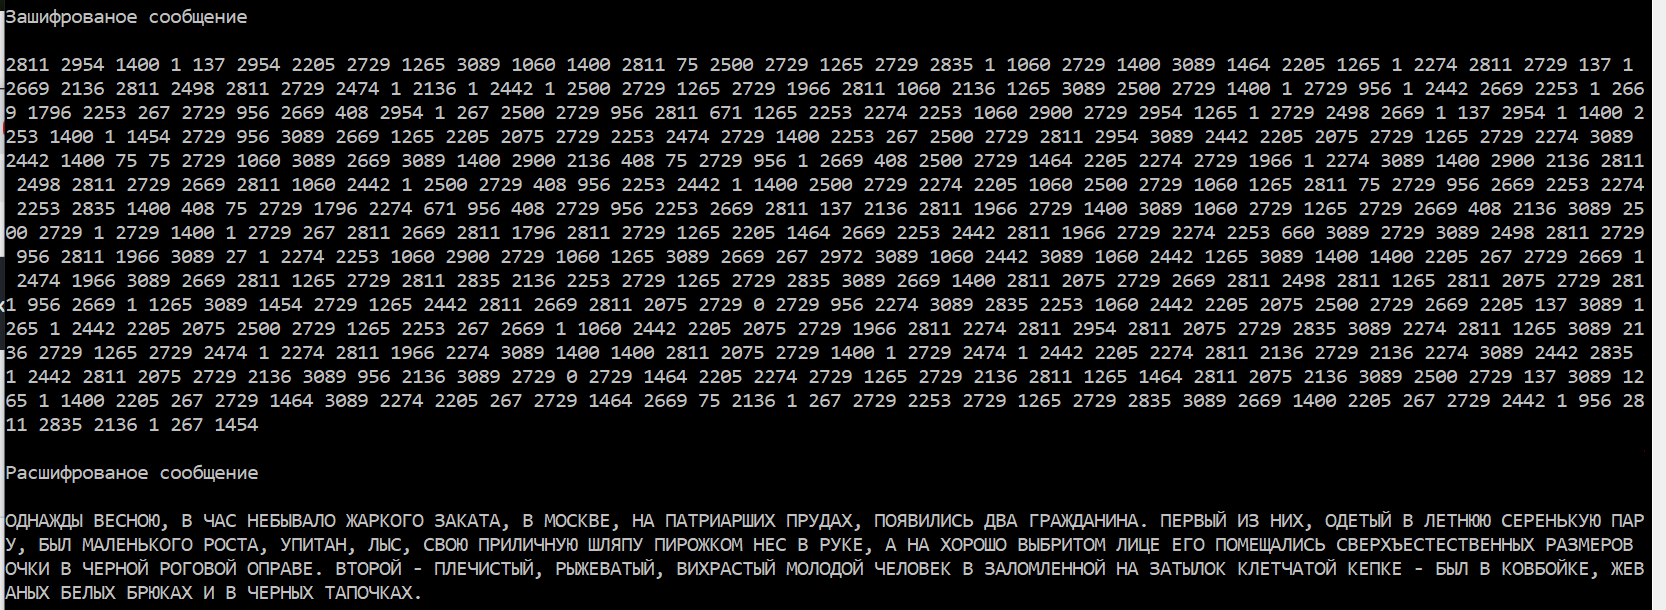 Зашифрованое сообщение
2811 2954 1400 1 137 2954 2205 2729 1265 3089 1060 1400 2811 75 2500 2729 1265 2729 2835 1 1060 2729 1400 3089 1464 2205 1265 1 2274 2811 2729 137 1
2669 2136 2811 2498 2811 2729 2474 1 2136 1 2442 1 2500 2729 1265 2729 1966 2811 1060 2136 1265 3089 2500 2729 1400 1 2729 956 1 2442 2669 2253 1 266
9 1796 2253 267 2729 956 2669 408 2954 1 267 2500 2729 956 2811 671 1265 2253 2274 2253 1060 2900 2729 2954 1265 1 2729 2498 2669 1 137 2954 1 1400 2
253 1400 1 1454 2729 956 3089 2669 1265 2205 2075 2729 2253 2474 2729 1400 2253 267 2500 2729 2811 2954 3089 2442 2205 2075 2729 1265 2729 2274 3089
2442 1400 75 75 2729 1060 3089 2669 3089 1400 2900 2136 408 75 2729 956 1 2669 408 2500 2729 1464 2205 2274 2729 1966 1 2274 3089 1400 2900 2136 2811
2498 2811 2729 2669 2811 1060 2442 1 2500 2729 408 956 2253 2442 1 1400 2500 2729 2274 2205 1060 2500 2729 1060 1265 2811 75 2729 956 2669 2253 2274
2253 2835 1400 408 75 2729 1796 2274 671 956 408 2729 956 2253 2669 2811 137 2136 2811 1966 2729 1400 3089 1060 2729 1265 2729 2669 408 2136 3089 25
00 2729 1 2729 1400 1 2729 267 2811 2669 2811 1796 2811 2729 1265 2205 1464 2669 2253 2442 2811 1966 2729 2274 2253 660 3089 2729 3089 2498 2811 2729
956 2811 1966 3089 27 1 2274 2253 1060 2900 2729 1060 1265 3089 2669 267 2972 3089 1060 2442 3089 1060 2442 1265 3089 1400 1400 2205 267 2729 2669 1
2474 1966 3089 2669 2811 1265 2729 2811 2835 2136 2253 2729 1265 2729 2835 3089 2669 1400 2811 2075 2729 2669 2811 2498 2811 1265 2811 2075 2729 281
1 956 2669 1 1265 3089 1454 2729 1265 2442 2811 2669 2811 2075 2729 0 2729 956 2274 3089 2835 2253 1060 2442 2205 2075 2500 2729 2669 2205 137 3089 1
265 1 2442 2205 2075 2500 2729 1265 2253 267 2669 1 1060 2442 2205 2075 2729 1966 2811 2274 2811 2954 2811 2075 2729 2835 3089 2274 2811 1265 3089 21
36 2729 1265 2729 2474 1 2274 2811 1966 2274 3089 1400 1400 2811 2075 2729 1400 1 2729 2474 1 2442 2205 2274 2811 2136 2729 2136 2274 3089 2442 2835
1 2442 2811 2075 2729 2136 3089 956 2136 3089 2729 0 2729 1464 2205 2274 2729 1265 2729 2136 2811 1265 1464 2811 2075 2136 3089 2500 2729 137 3089 12
65 1 1400 2205 267 2729 1464 3089 2274 2205 267 2729 1464 2669 75 2136 1 267 2729 2253 2729 1265 2729 2835 3089 2669 1400 2205 267 2729 2442 1 956 28
11 2835 2136 1 267 1454
Расшифрованое сообщение
ОДНАЖДЫ ВЕСНОЮ, В ЧАС НЕБЫВАЛО ЖАРКОГО ЗАКАТА, В МОСКВЕ, НА ПАТРИАРШИХ ПРУДАХ, ПОЯВИЛИСЬ ДВА ГРАЖДАНИНА. ПЕРВЫЙ ИЗ НИХ, ОДЕТЫЙ В ЛЕТНЮЮ СЕРЕНЬКУЮ ПАР
У, БЫЛ МАЛЕНЬКОГО РОСТА, УПИТАН, ЛЫС, СВОЮ ПРИЛИЧНУЮ ШЛЯПУ ПИРОЖКОМ НЕС В РУКЕ, А НА ХОРОШО ВЫБРИТОМ ЛИЦЕ ЕГО ПОМЕЩАЛИСЬ СВЕРХЪЕСТЕСТВЕННЫХ РАЗМЕРОВ
ОЧКИ В ЧЕРНОЙ РОГОВОЙ ОПРАВЕ. ВТОРОЙ - ПЛЕЧИСТЫЙ, РЫЖЕВАТЫЙ, ВИХРАСТЫЙ МОЛОДОЙ ЧЕЛОВЕК В ЗАЛОМЛЕННОЙ НА ЗАТЫЛОК КЛЕТЧАТОЙ КЕПКЕ - БЫЛ В КОВБОЙКЕ, ЖЕВ
АНЫХ БЕЛЫХ БРЮКАХ И В ЧЕРНЫХ ТАПОЧКАХ.